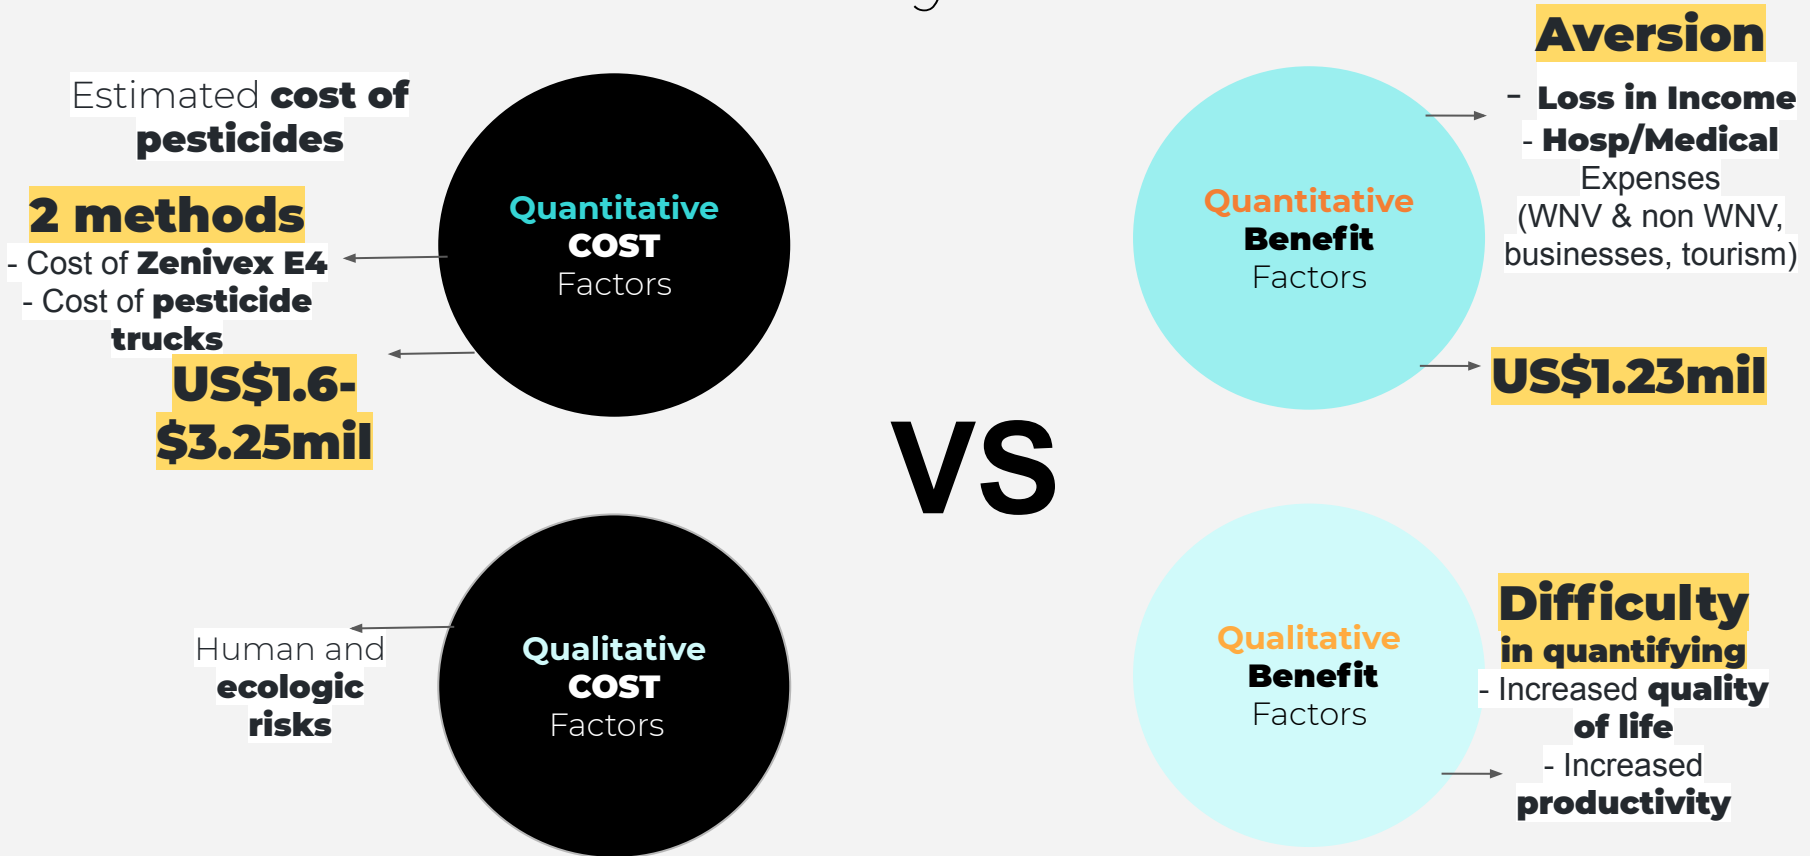 Estimated cost of
pesticides
2 methods
- Cost of Zenivex E4
- Cost of pesticide
trucks
US$1.6-
$3.25mil
Quantitative
COST
Factors
Human and
ecologic
risks
Qualitative
COST
Factors
VS
Quantitative
Benefit
Factors
Aversion
- Loss in Income
- Hosp/Medical
Expenses
(WNV & non WNV,
businesses, tourism)
US$1.23mil
Qualitative
Benefit
Factors
Difficulty
in quantifying
- Increased quality
of life
- Increased
productivity